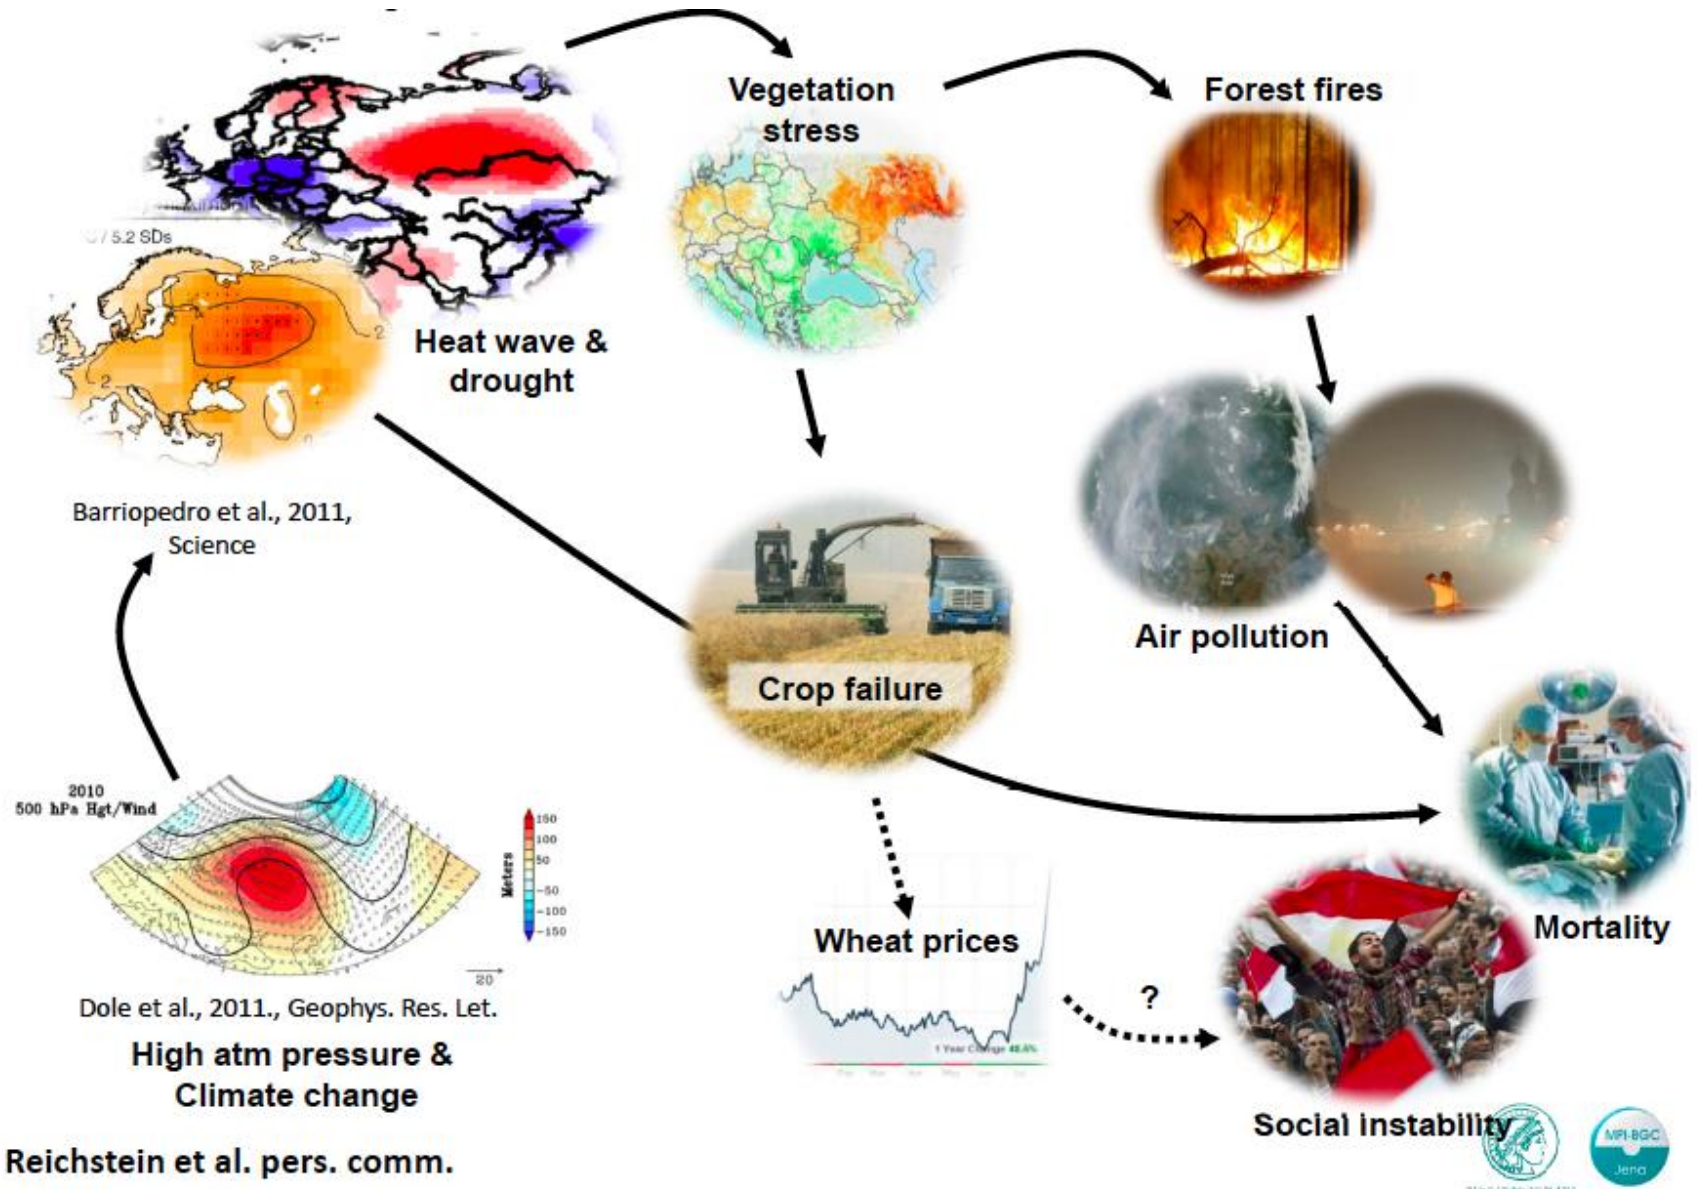 Vegetation
stress
Forest fires
/ 5.2 SDs
2
2
Heat wave &
drought
Barriopedro et al., 2011,
Science
Crop failure
Air pollution
2010
500 hPa Hgt/Wind
150
100
50
-50
-100
-150
Meters
20
Dole et al., 2011., Geophys. Res. Let.
High atm pressure &
Climate change
Wheat prices
1 Year Change 48.6%
?
Mortality
Social instability
Reichstein et al. pers. comm.
MPI-BGC
Jena